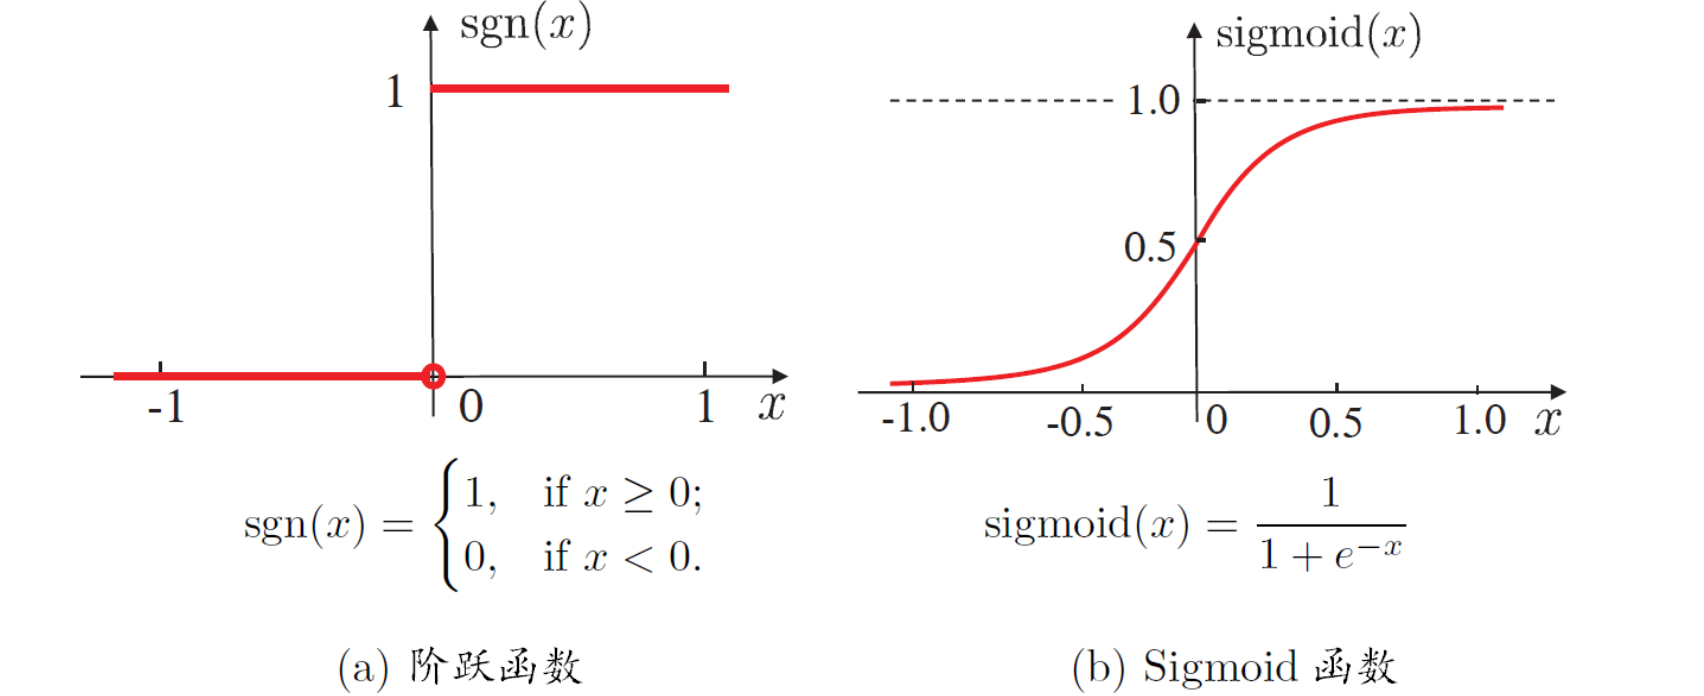 sgn(x)
1
-1
0
1
x
sgn(x) = { 1, if x ≥ 0;
0, if x < 0.
(a) 阶跃函数
sigmoid(x)
1.0
0.5
-1.0
-0.5
0
0.5
1.0
x
sigmoid(x) = 1 / (1 + e^{-x})
(b) Sigmoid 函数